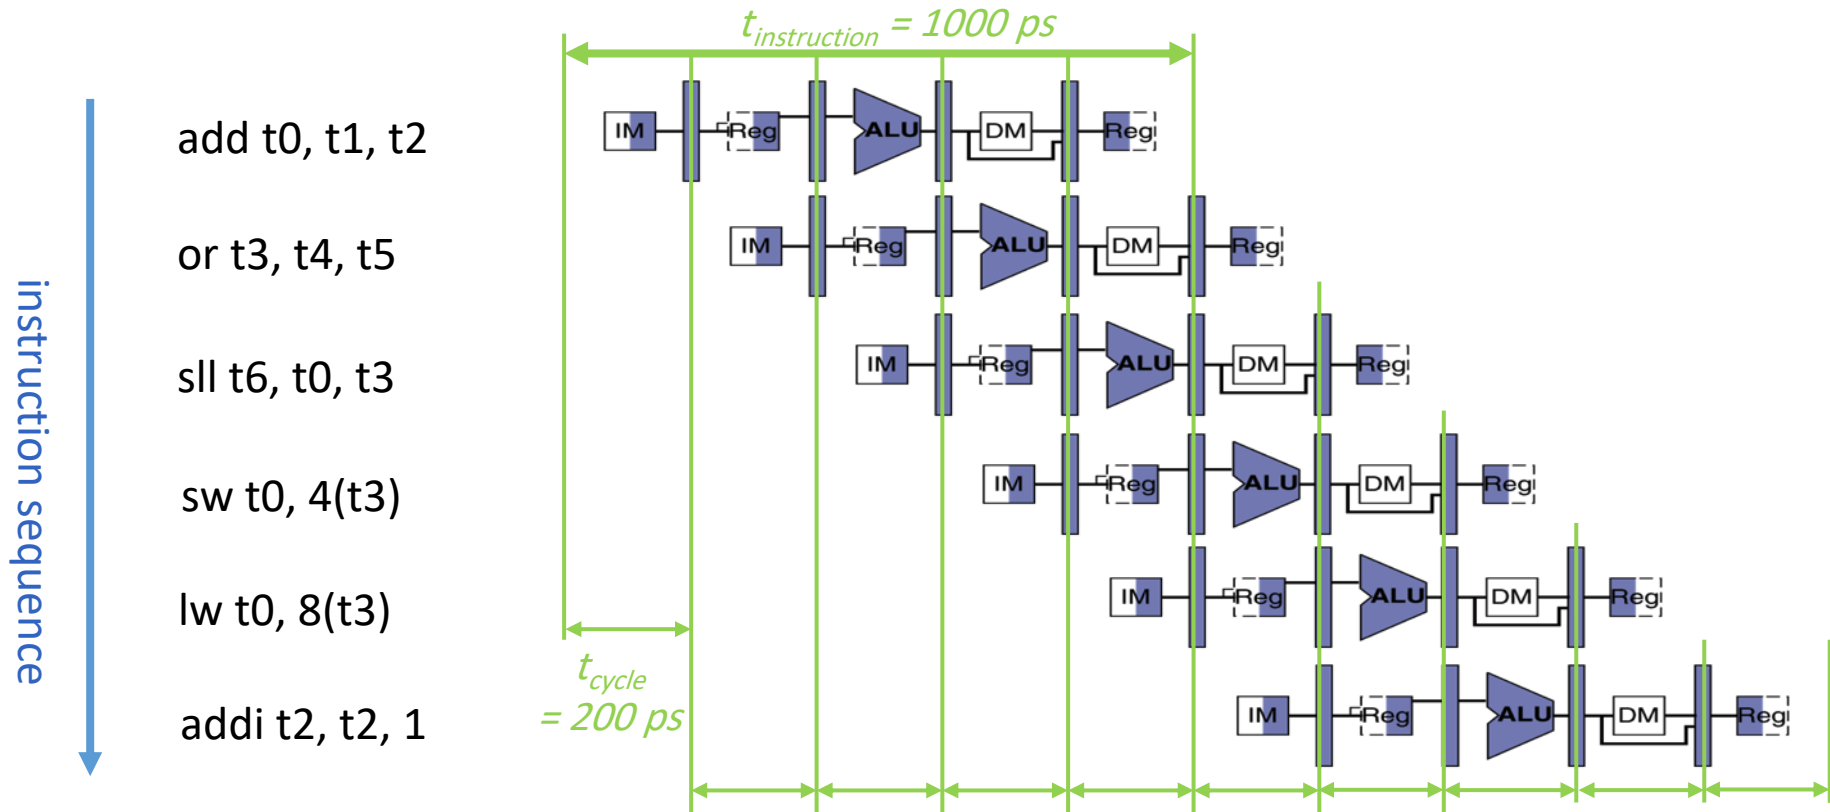 t instruction = 1000 ps
add t0, t1, t2
IM Reg ALU DM Reg
or t3, t4, t5
IM Reg ALU DM Reg
sll t6, t0, t3
IM Reg ALU DM Reg
sw t0, 4(t3)
IM Reg ALU DM Reg
lw t0, 8(t3)
IM Reg ALU DM Reg
t cycle
= 200 ps
addi t2, t2, 1
IM Reg ALU DM Reg
instruction sequence